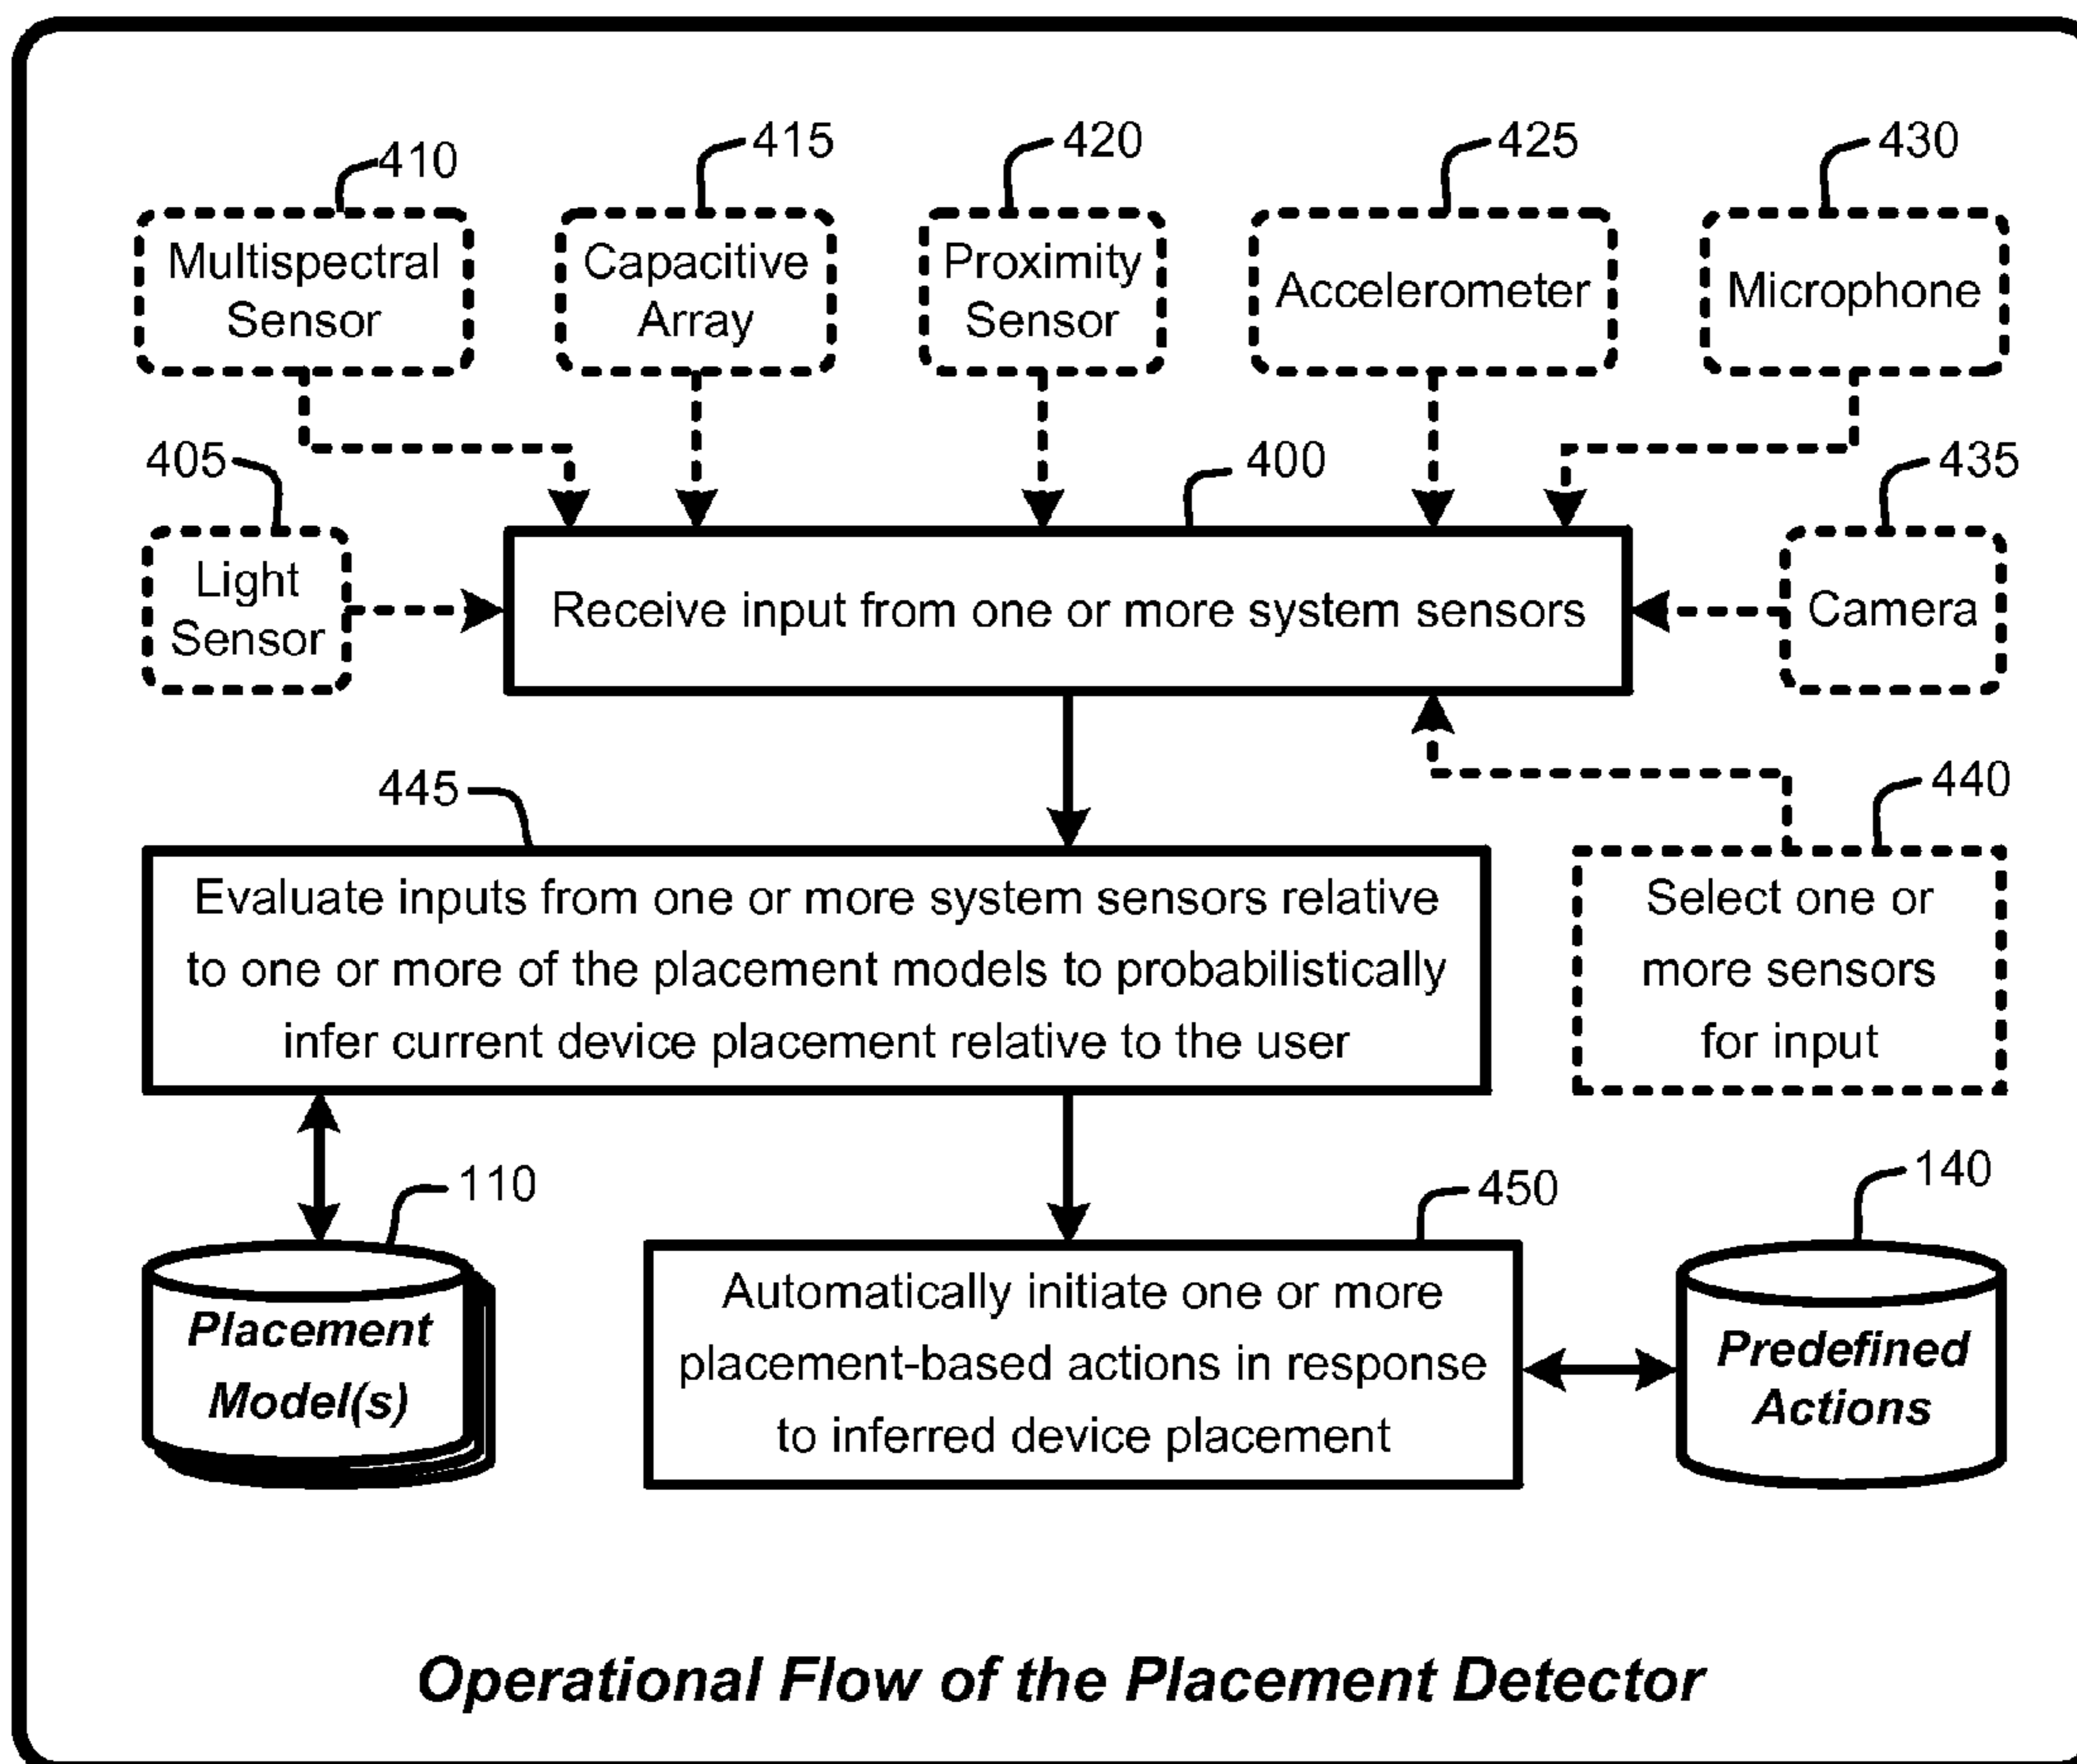 410
415
420
425
430
Multispectral
Sensor
Capacitive
Array
Proximity
Sensor
Accelerometer
Microphone
405
400
435
Light
Sensor
Receive input from one or more system sensors
Camera
445
440
Evaluate inputs from one or more system sensors relative
to one or more of the placement models to probabilistically
infer current device placement relative to the user
Select one or
more sensors
for input
110
450
140
Placement
Model(s)
Automatically initiate one or more
placement-based actions in response
to inferred device placement
Predefined
Actions
Operational Flow of the Placement Detector